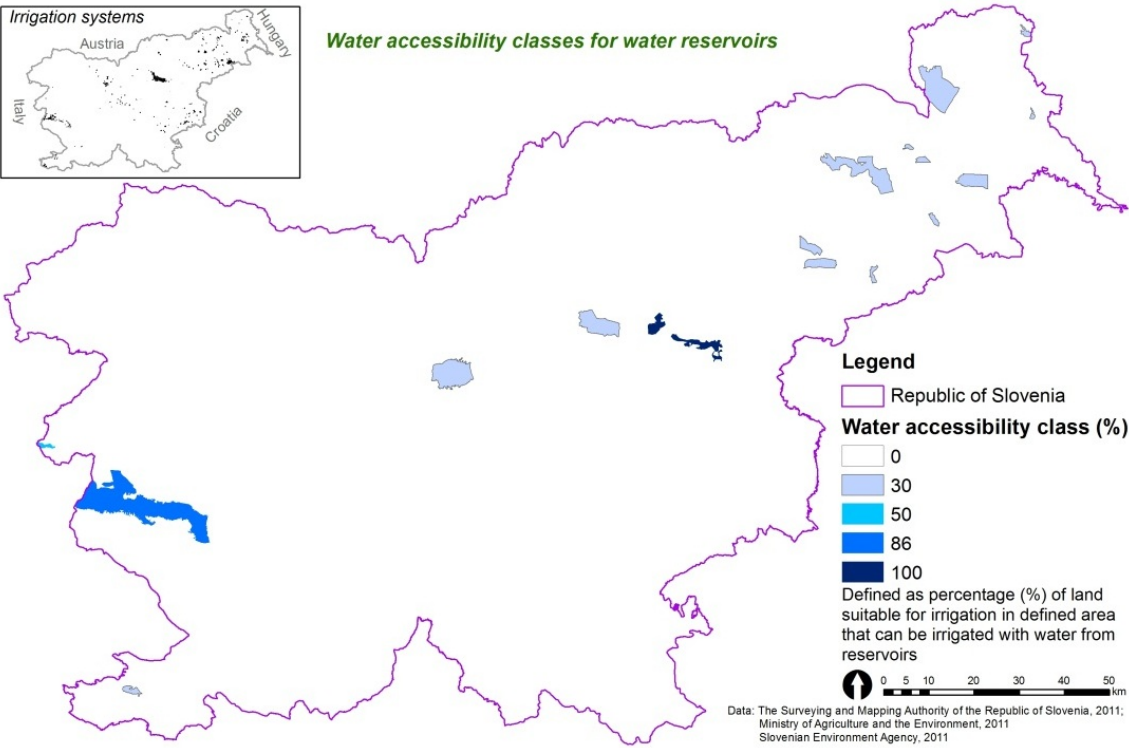 Irrigation systems
Austria
Hungary
Italy
Croatia
Water accessibility classes for water reservoirs
Legend
Republic of Slovenia
Water accessibility class (%)
0
30
50
86
100
Defined as percentage (%) of land
suitable for irrigation in defined area
that can be irrigated with water from
reservoirs
0 5 10 20 30 40 50
km
Data: The Surveying and Mapping Authority of the Republic of Slovenia, 2011;
Ministry of Agriculture and the Environment, 2011
Slovenian Environment Agency, 2011